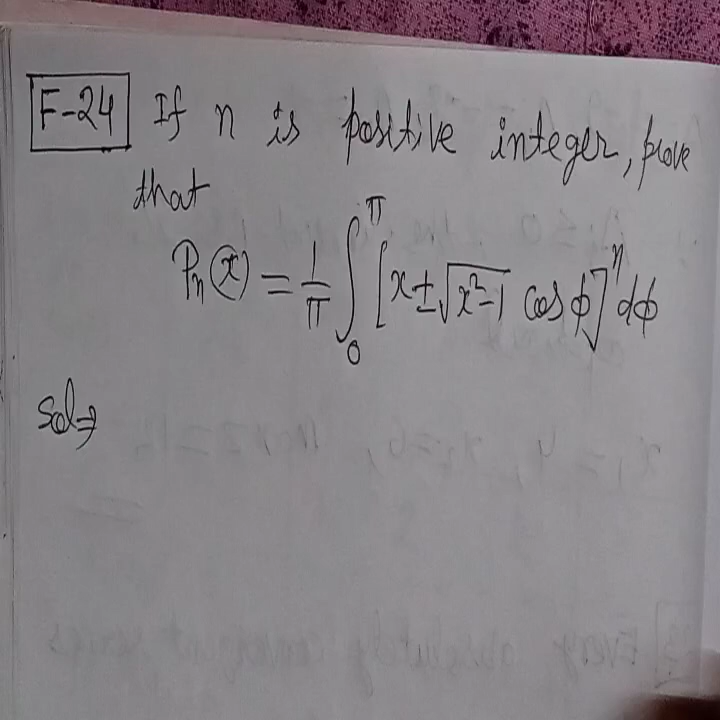 F-24 If n is positive integer, prove
that
Pn(x) = 1/π ∫₀^π [x ± √(x²-1) cos φ]ⁿ dφ
Sol⇒